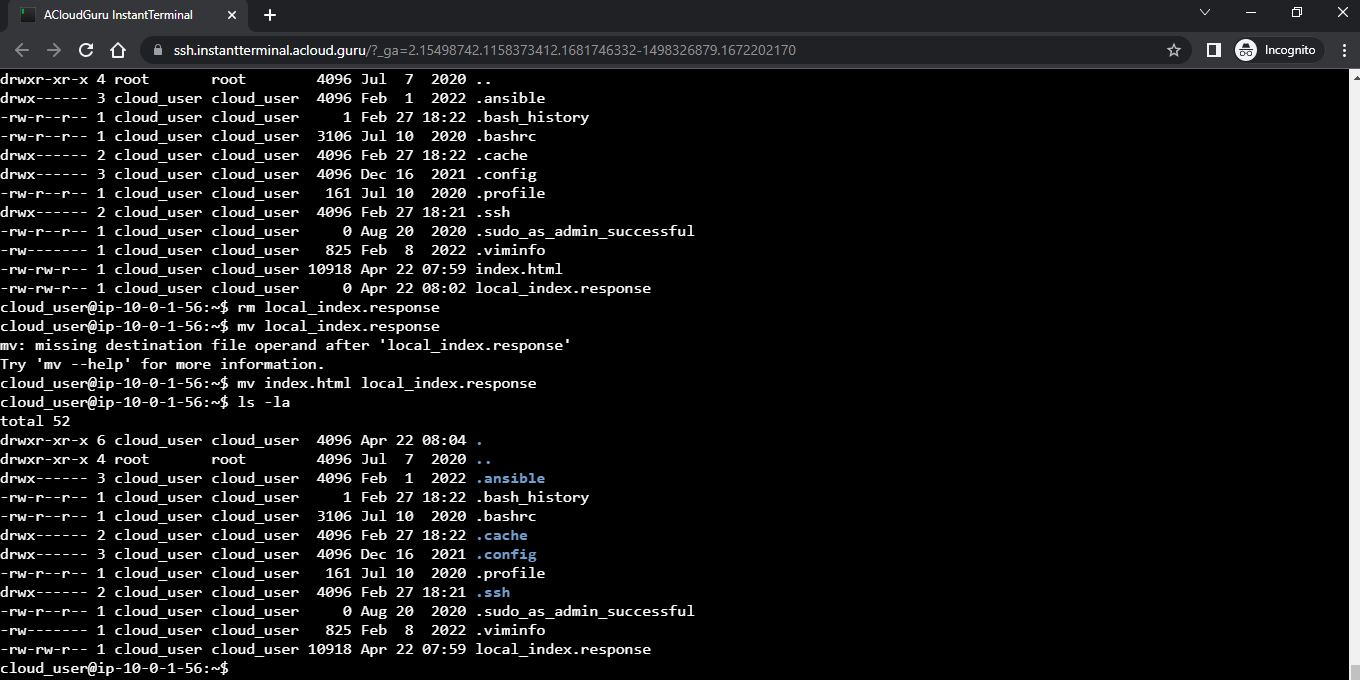 ACloudGuru InstantTerminal
ssh.instantterminal.acloud.guru/?_ga=2.15498742.1158373412.1681746332-1498326879.1672202170
Incognito
drwxr-xr-x 4 root       root        4096 Jul  7  2020 ..
drwx------ 3 cloud_user cloud_user  4096 Feb  1  2022 .ansible
-rw-r--r-- 1 cloud_user cloud_user     1 Feb 27 18:22 .bash_history
-rw-r--r-- 1 cloud_user cloud_user  3106 Jul 10  2020 .bashrc
drwx------ 2 cloud_user cloud_user  4096 Feb 27 18:22 .cache
drwx------ 3 cloud_user cloud_user  4096 Dec 16  2021 .config
-rw-r--r-- 1 cloud_user cloud_user   161 Jul 10  2020 .profile
drwx------ 2 cloud_user cloud_user  4096 Feb 27 18:21 .ssh
-rw-r--r-- 1 cloud_user cloud_user     0 Aug 20  2020 .sudo_as_admin_successful
-rw------- 1 cloud_user cloud_user   825 Feb  8  2022 .viminfo
-rw-rw-r-- 1 cloud_user cloud_user 10918 Apr 22 07:59 index.html
-rw-rw-r-- 1 cloud_user cloud_user     0 Apr 22 08:02 local_index.response
cloud_user@ip-10-0-1-56:~$ rm local_index.response
cloud_user@ip-10-0-1-56:~$ mv local_index.response
mv: missing destination file operand after 'local_index.response'
Try 'mv --help' for more information.
cloud_user@ip-10-0-1-56:~$ mv index.html local_index.response
cloud_user@ip-10-0-1-56:~$ ls -la
total 52
drwxr-xr-x 6 cloud_user cloud_user  4096 Apr 22 08:04 .
drwxr-xr-x 4 root       root        4096 Jul  7  2020 ..
drwx------ 3 cloud_user cloud_user  4096 Feb  1  2022 .ansible
-rw-r--r-- 1 cloud_user cloud_user     1 Feb 27 18:22 .bash_history
-rw-r--r-- 1 cloud_user cloud_user  3106 Jul 10  2020 .bashrc
drwx------ 2 cloud_user cloud_user  4096 Feb 27 18:22 .cache
drwx------ 3 cloud_user cloud_user  4096 Dec 16  2021 .config
-rw-r--r-- 1 cloud_user cloud_user   161 Jul 10  2020 .profile
drwx------ 2 cloud_user cloud_user  4096 Feb 27 18:21 .ssh
-rw-r--r-- 1 cloud_user cloud_user     0 Aug 20  2020 .sudo_as_admin_successful
-rw------- 1 cloud_user cloud_user   825 Feb  8  2022 .viminfo
-rw-rw-r-- 1 cloud_user cloud_user 10918 Apr 22 07:59 local_index.response
cloud_user@ip-10-0-1-56:~$